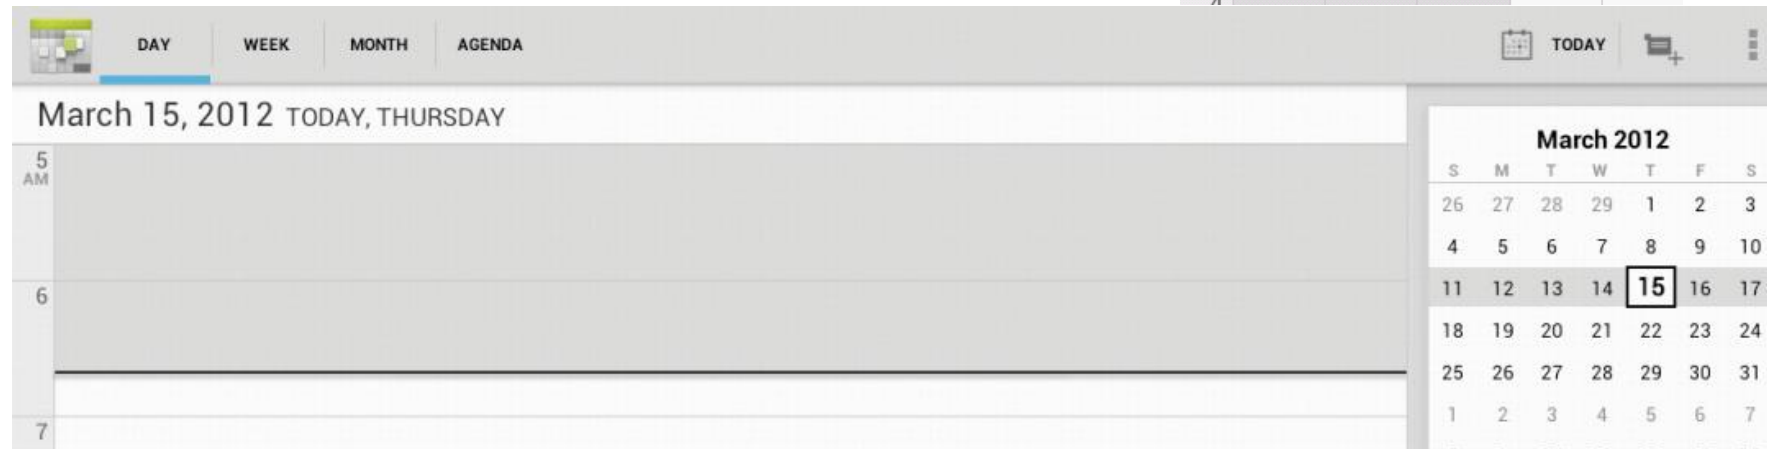 DAY WEEK MONTH AGENDA TODAY
March 15, 2012 TODAY, THURSDAY
5
AM
6
7
March 2012
S M T W T F S
26 27 28 29 1 2 3
4 5 6 7 8 9 10
11 12 13 14 15 16 17
18 19 20 21 22 23 24
25 26 27 28 29 30 31
1 2 3 4 5 6 7